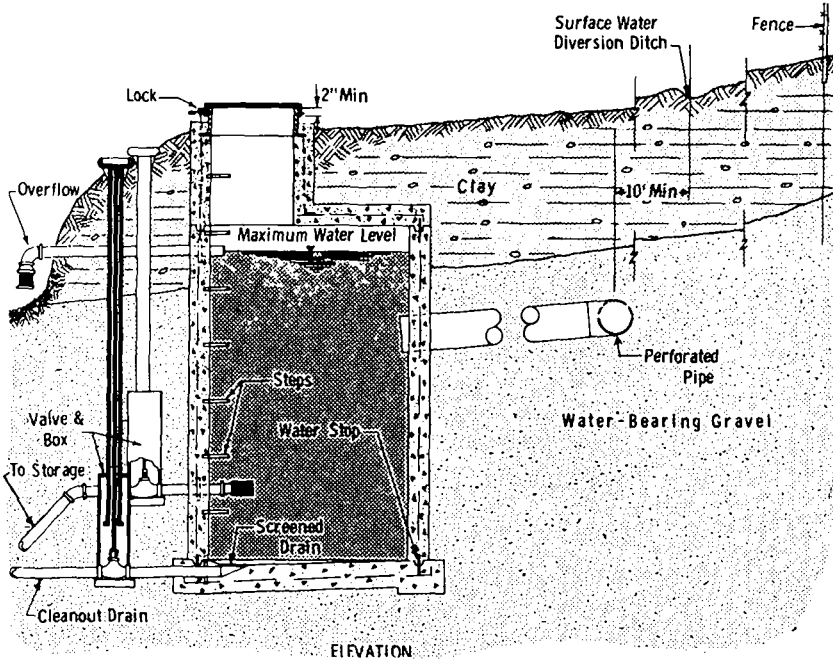 Surface Water
Diversion Ditch
Fence
Lock
2" Min
Overflow
Clay
10' Min
Maximum Water Level
Perforated
Pipe
Steps
Valve &
Box
Water Stop
Water-Bearing Gravel
To Storage
Screened
Drain
Cleanout Drain
ELEVATION